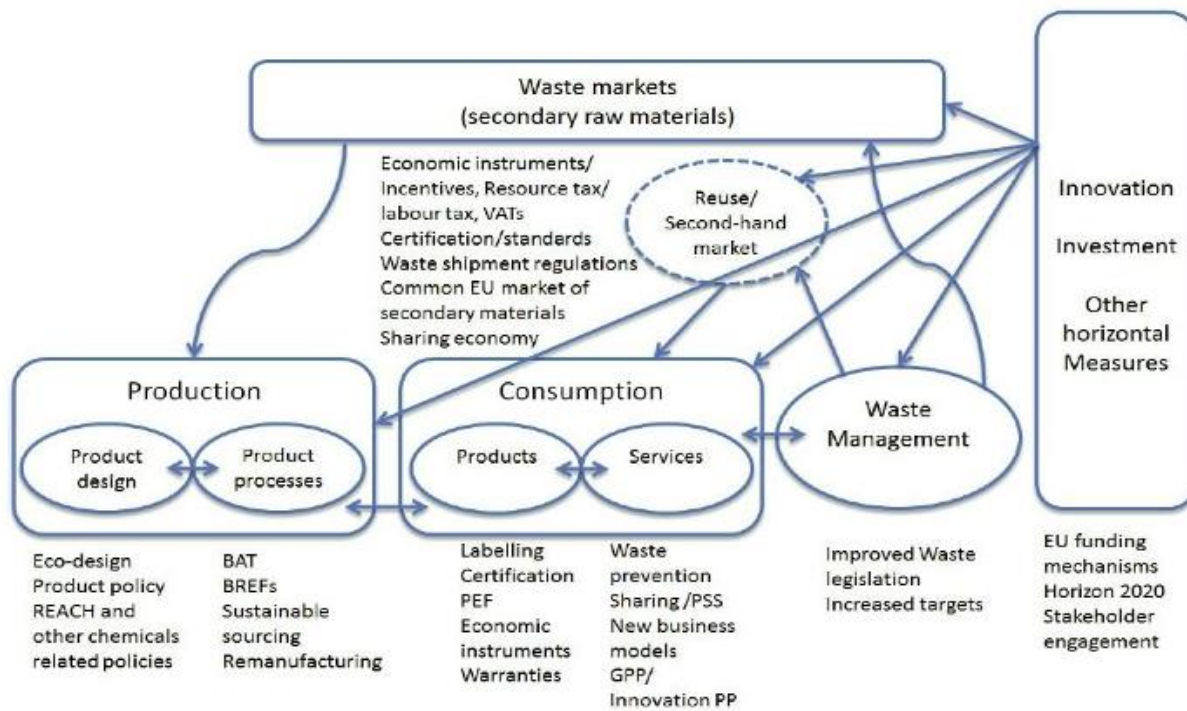 Waste markets
(secondary raw materials)
Economic instruments/
Incentives, Resource tax/
labour tax, VATs
Certification/standards
Waste shipment regulations
Common EU market of
secondary materials
Sharing economy
Reuse/
Second-hand
market
Innovation
Investment
Other
horizontal
Measures
Production
Product
design
Product
processes
Consumption
Products
Services
Waste
Management
Eco-design
Product policy
REACH and
other chemicals
related policies
BAT
BREFs
Sustainable
sourcing
Remanufacturing
Labelling
Certification
PEF
Economic
instruments
Warranties
Waste
prevention
Sharing /PSS
New business
models
GPP/
Innovation PP
Improved Waste
legislation
Increased targets
EU funding
mechanisms
Horizon 2020
Stakeholder
engagement